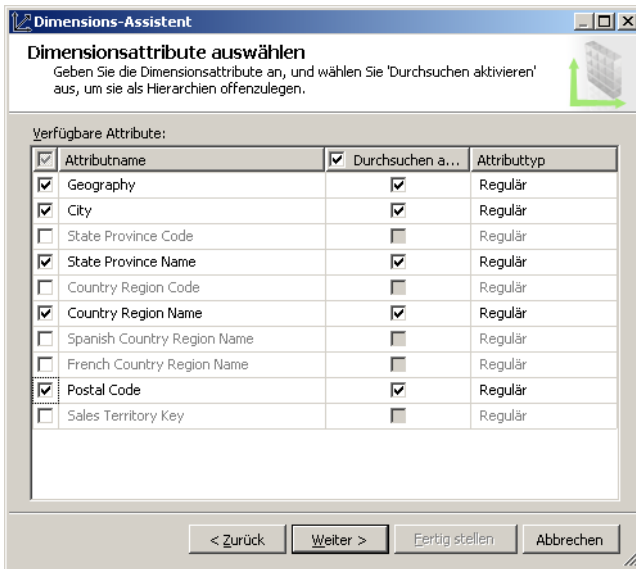 Dimensions-Assistent
Dimensionsattribute auswählen
Geben Sie die Dimensionsattribute an, und wählen Sie 'Durchsuchen aktivieren'
aus, um sie als Hierarchien offenzulegen.
Verfügbare Attribute:
Attributname Durchsuchen a... Attributtyp
Geography Regulär
City Regulär
State Province Code Regulär
State Province Name Regulär
Country Region Code Regulär
Country Region Name Regulär
Spanish Country Region Name Regulär
French Country Region Name Regulär
Postal Code Regulär
Sales Territory Key Regulär
< Zurück Weiter > Fertig stellen Abbrechen